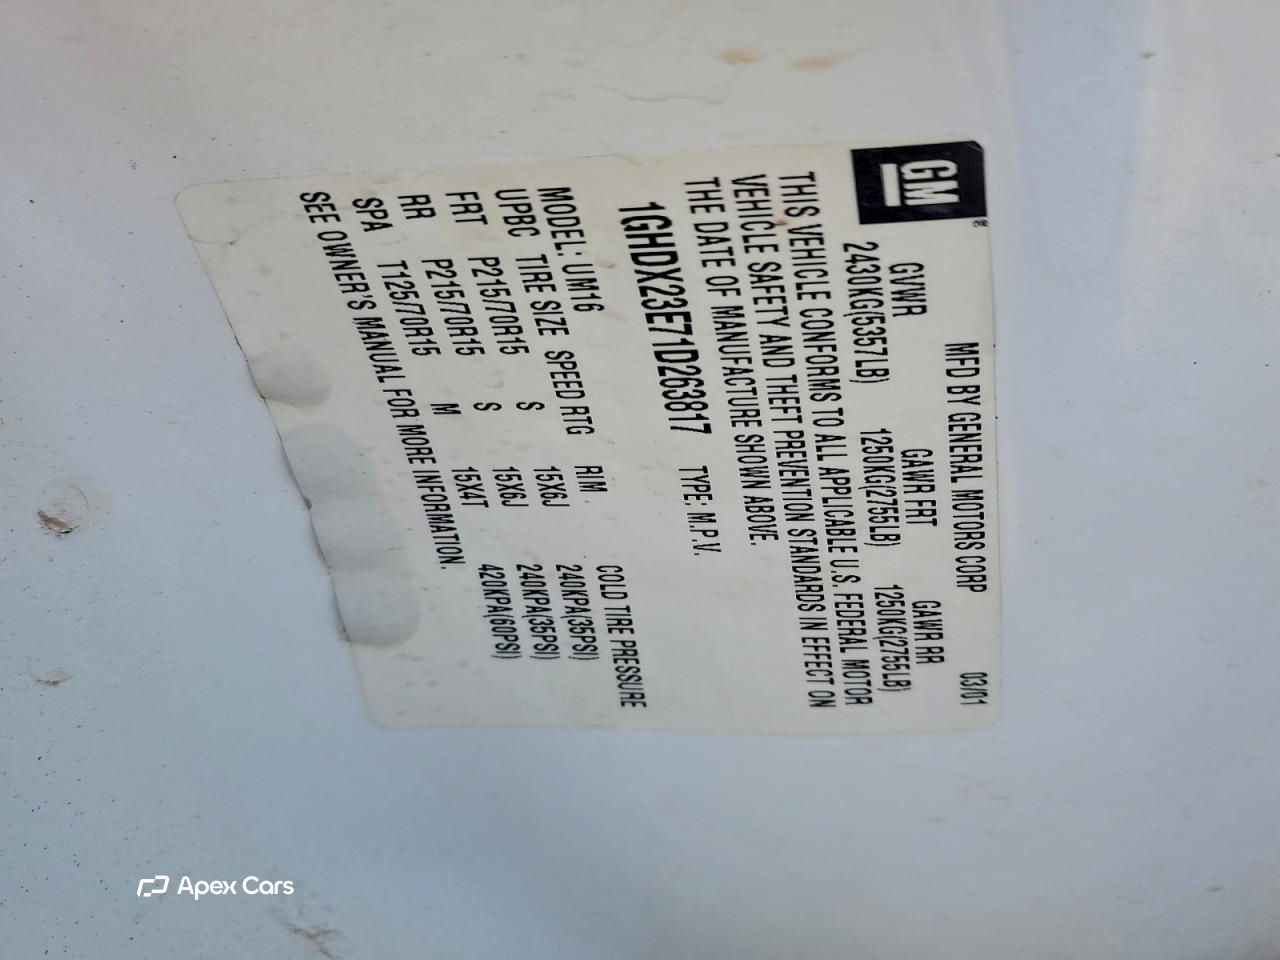 GM®
MFD BY GENERAL MOTORS CORP 03/01
GVWR GAWR FRT GAWR RR
2430KG(5357LB) 1250KG(2755LB) 1250KG(2755LB)
THIS VEHICLE CONFORMS TO ALL APPLICABLE U.S. FEDERAL MOTOR
VEHICLE SAFETY AND THEFT PREVENTION STANDARDS IN EFFECT ON
THE DATE OF MANUFACTURE SHOWN ABOVE.
1GHDX23E71D263817 TYPE: M.P.V.
MODEL: UM16
UPBC TIRE SIZE SPEED RTG RIM COLD TIRE PRESSURE
FRT P215/70R15 S 15X6J 240KPA(35PSI)
RR P215/70R15 S 15X6J 240KPA(35PSI)
SPA T125/70R15 M 15X4T 420KPA(60PSI)
SEE OWNER'S MANUAL FOR MORE INFORMATION.
Apex Cars